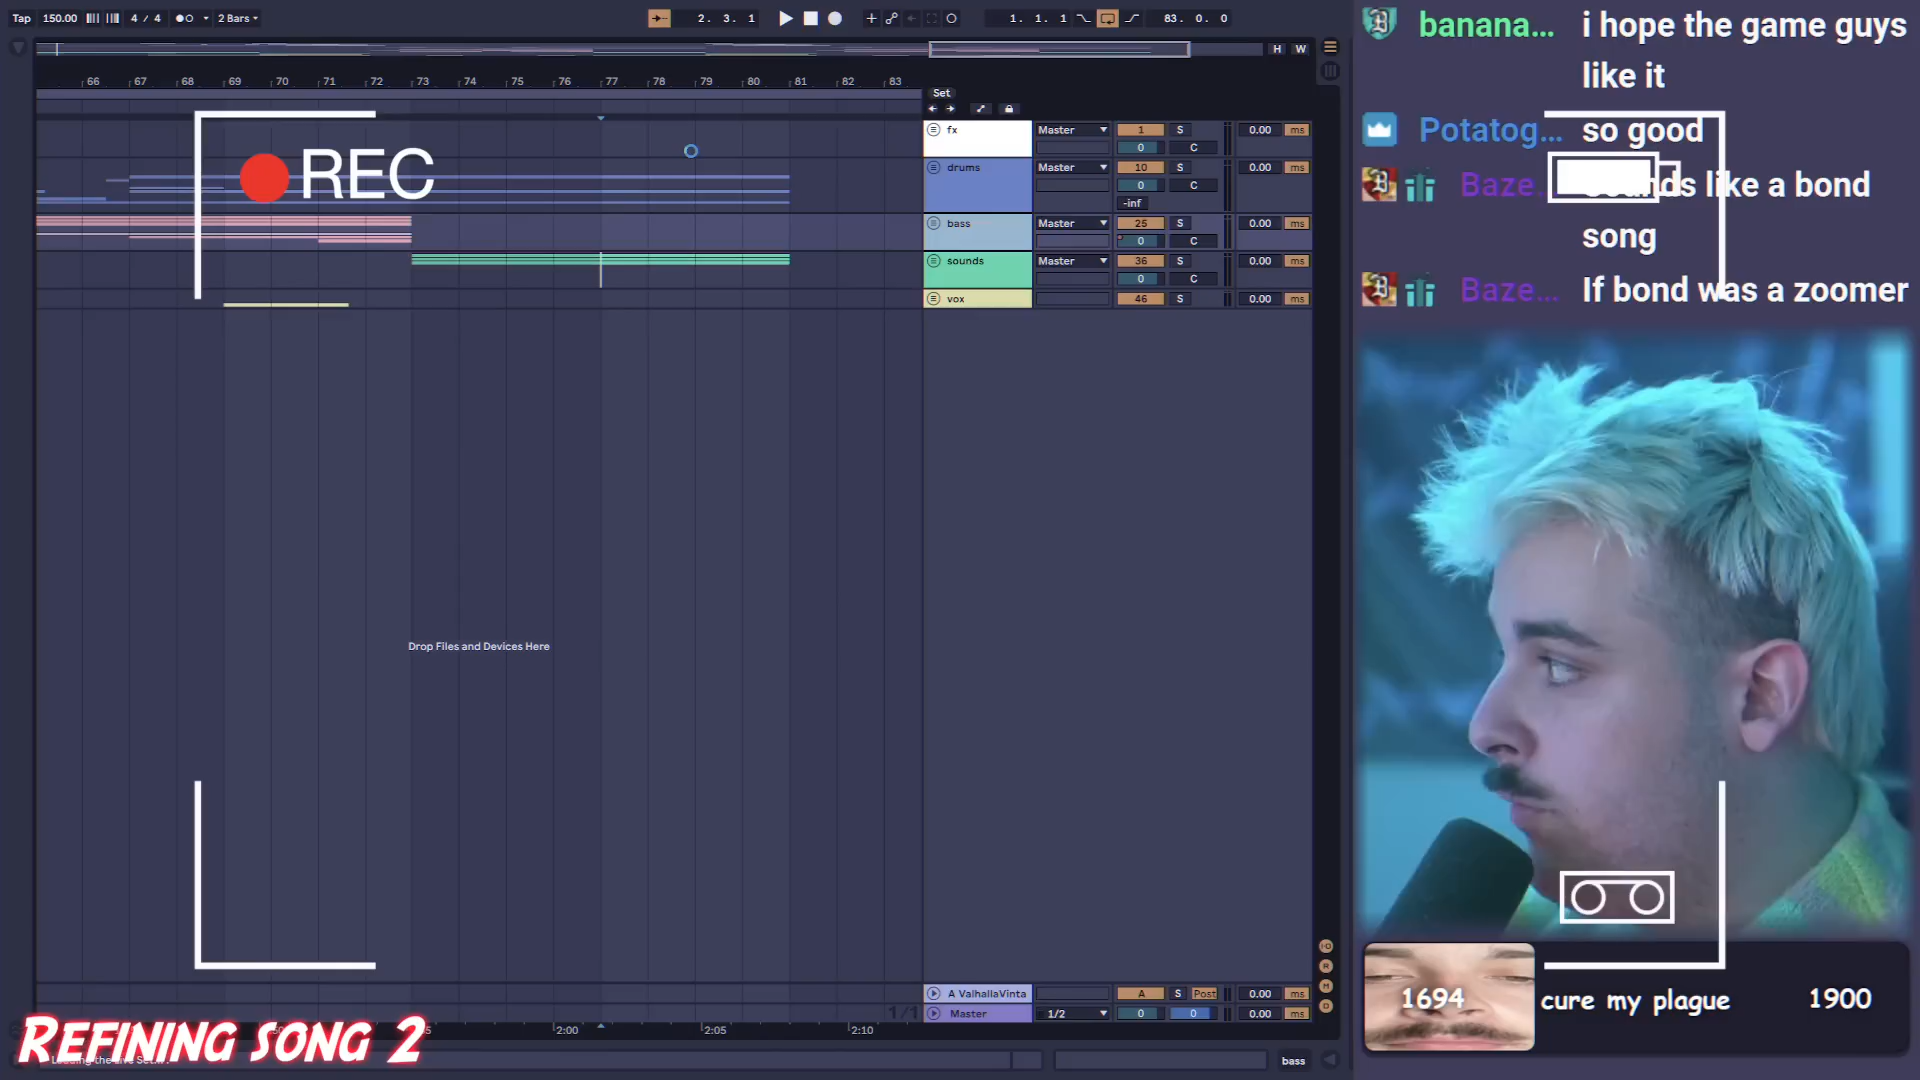 Tap 150.00 4 / 4 2 Bars 2. 3. 1 1. 1. 1 83. 0. 0
H W
66 67 68 69 70 71 72 73 74 75 76 77 78 79 80 81 82 83
Set
fx Master 1 S 0.00 ms
0 C
drums Master 10 S 0.00 ms
0 C
-inf
bass Master 25 S 0.00 ms
0 C
sounds Master 36 S 0.00 ms
0 C
vox 46 S 0.00 ms
REC
Drop Files and Devices Here
A ValhallaVinta A S Post 0.00 ms
Master 1/2 0 0 0.00 ms
1/1
2:00 2:05 2:10
REFINING SONG 2
bass
banana... i hope the game guys
like it
Potatog... so good
Baze... like a bond
song
Baze... If bond was a zoomer
1694 cure my plague 1900